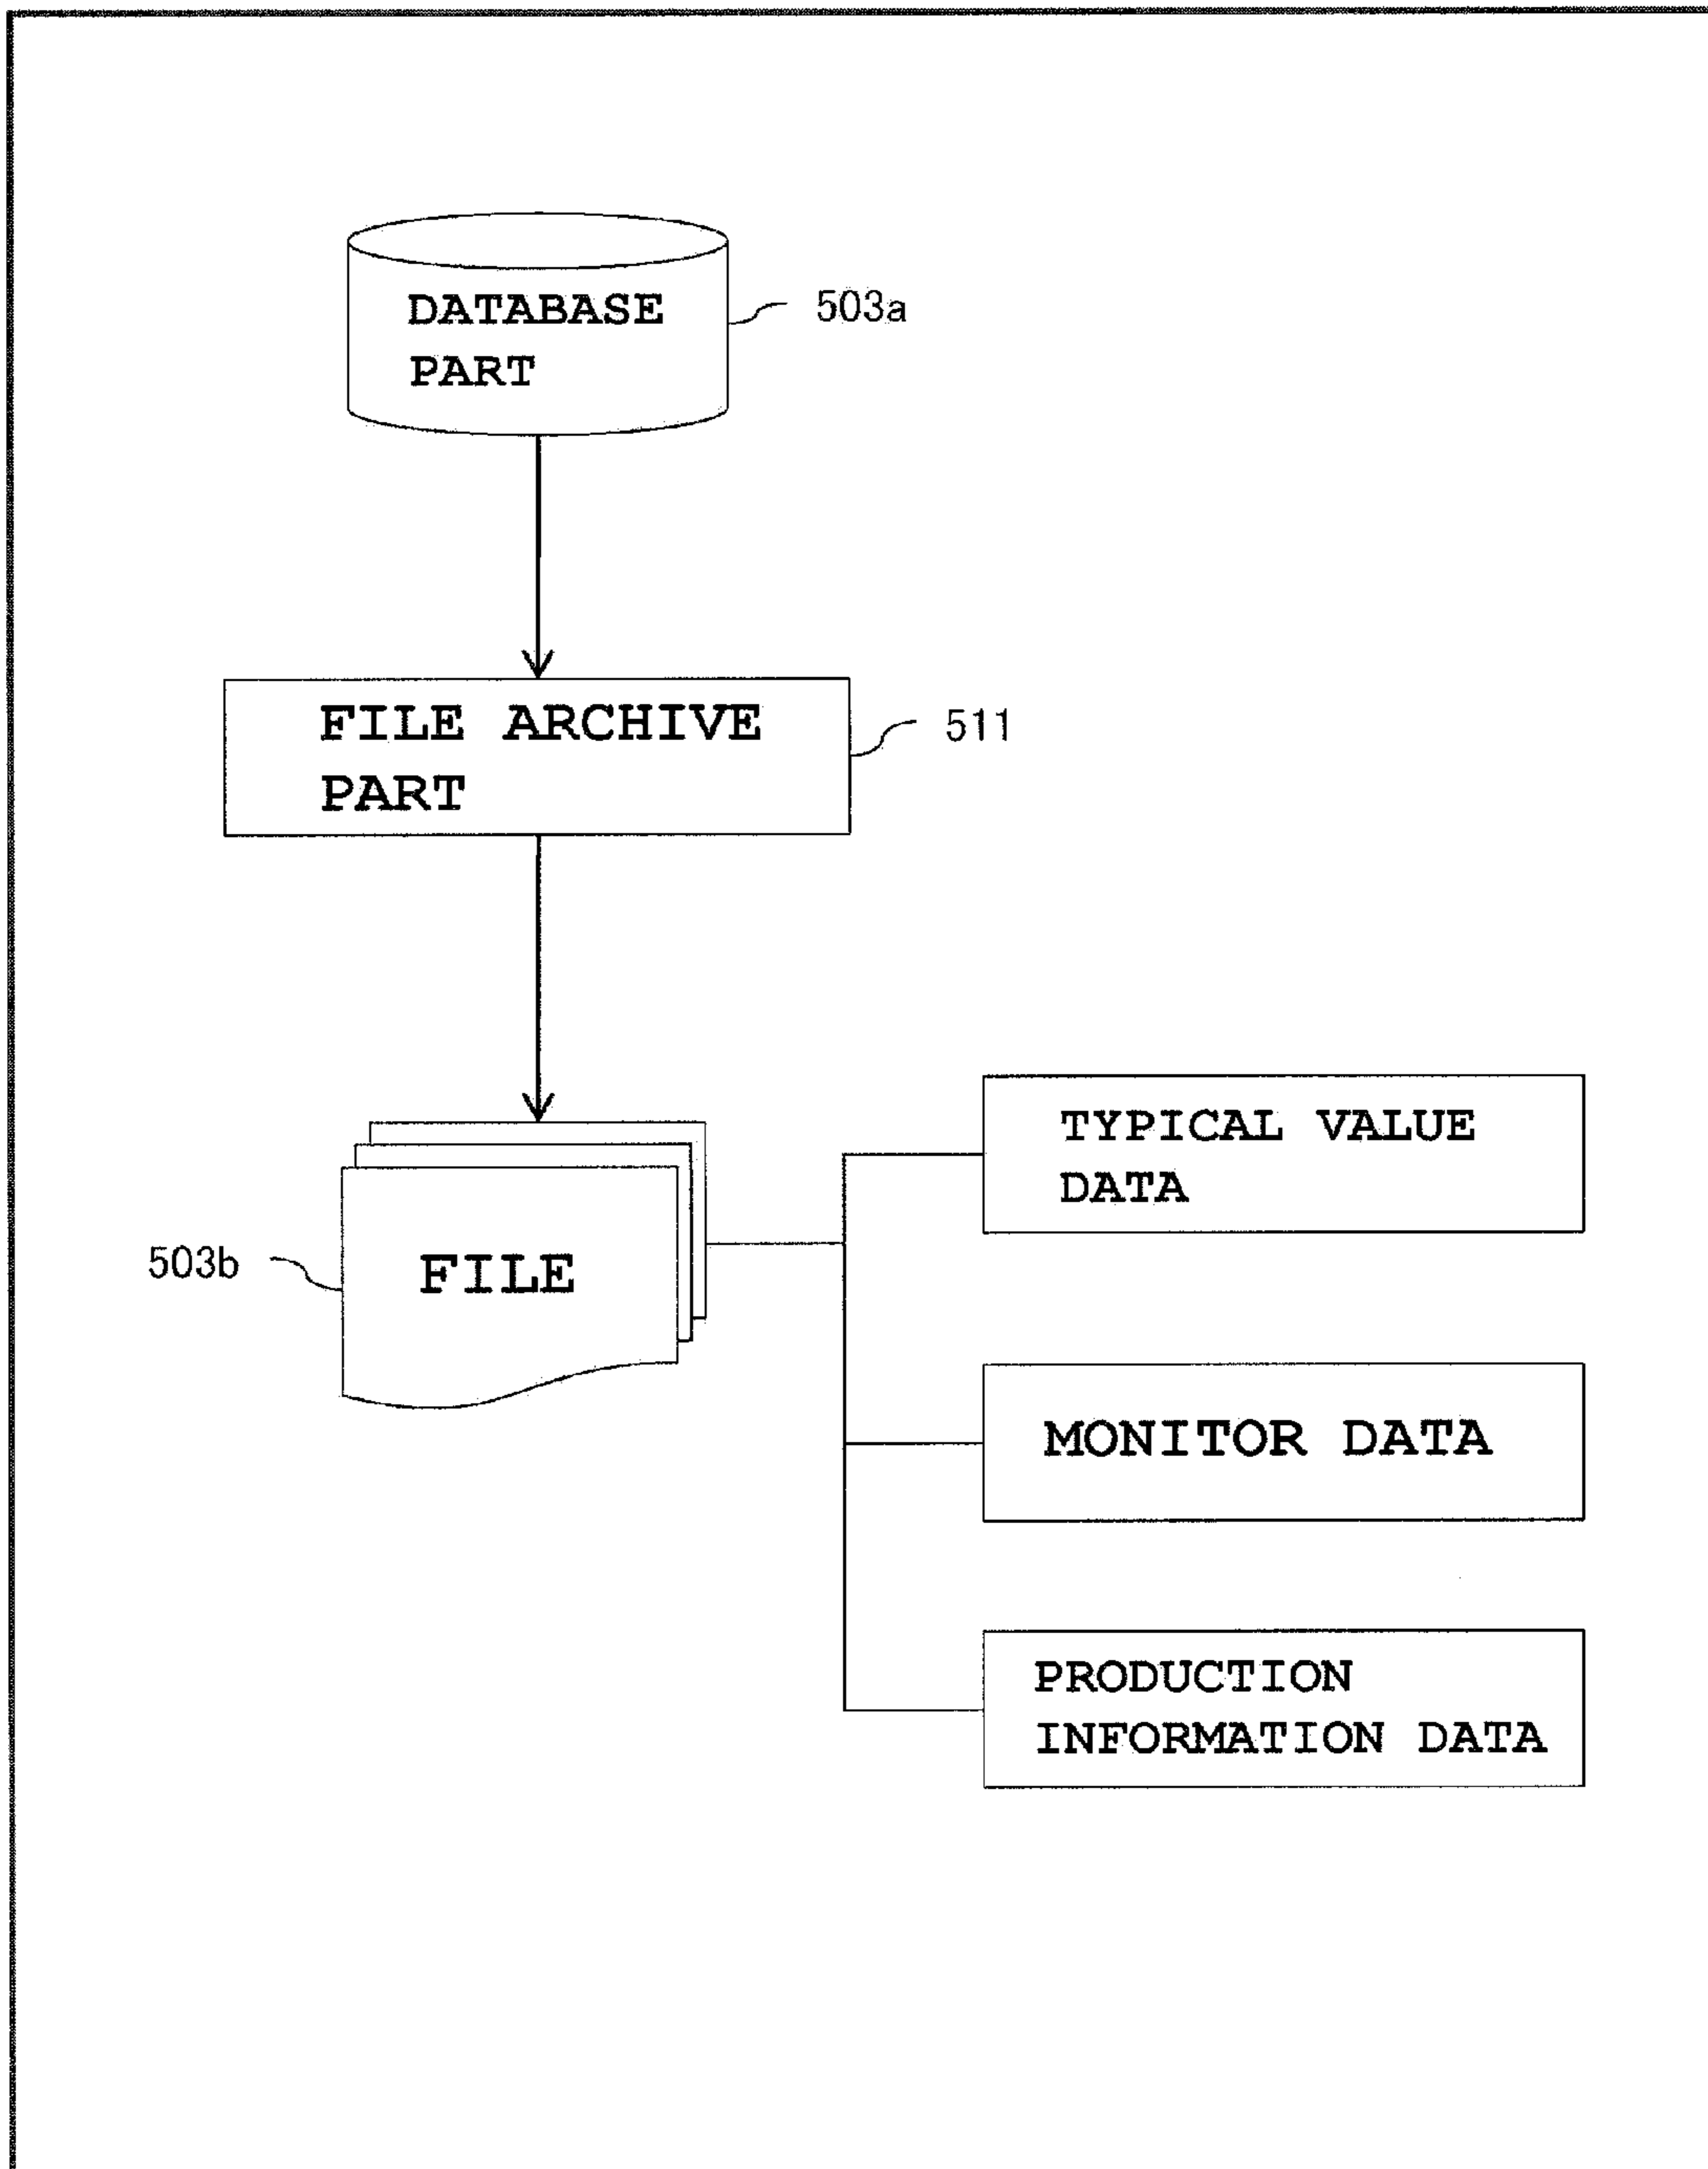 DATABASE
PART
503a
FILE ARCHIVE
PART
511
TYPICAL VALUE
DATA
503b
FILE
MONITOR DATA
PRODUCTION
INFORMATION DATA